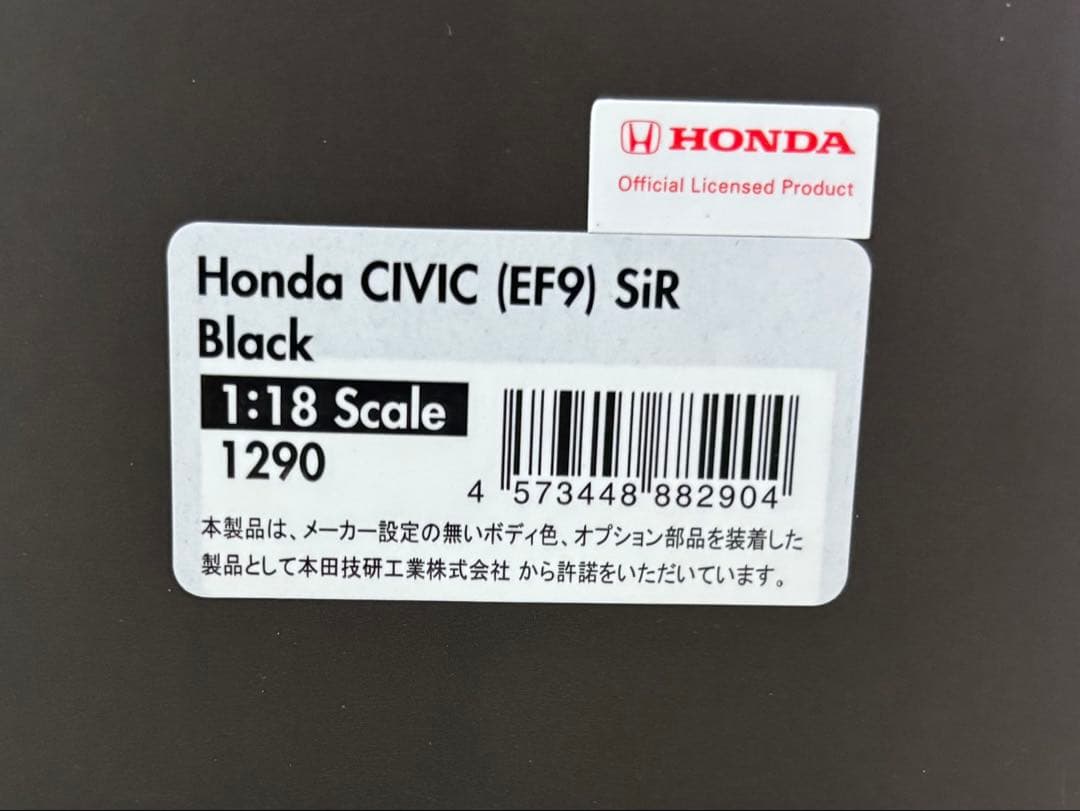 HONDA
Official Licensed Product
Honda CIVIC (EF9) SiR
Black
1:18 Scale
1290
4 573448 882904
本製品は、メーカー設定の無いボディ色、オプション部品を装着した
製品として本田技研工業株式会社 から許諾をいただいています。